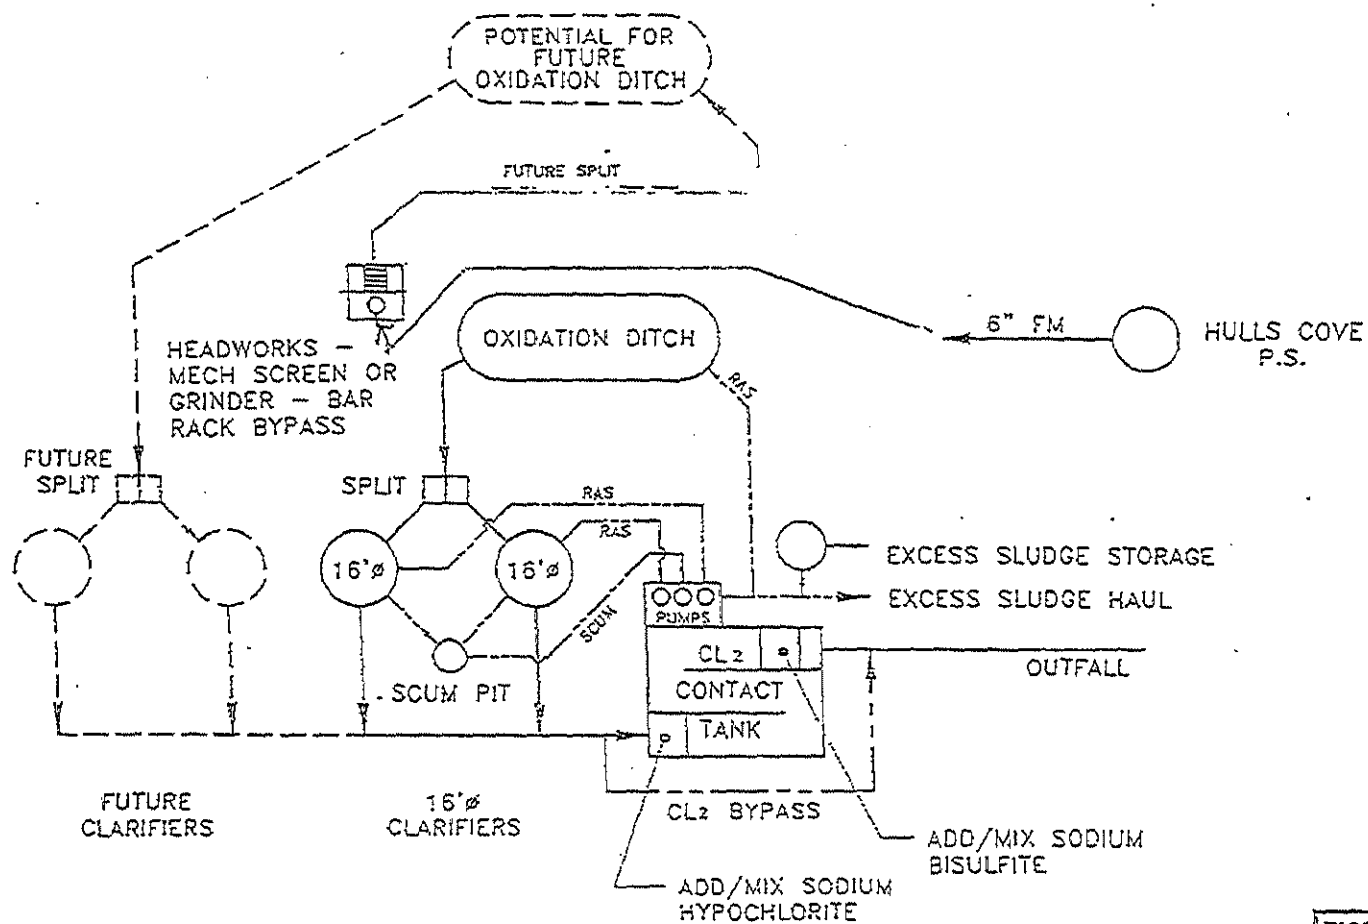 POTENTIAL FOR
FUTURE
OXIDATION DITCH
FUTURE SPLIT
HEADWORKS –
MECH SCREEN OR
GRINDER – BAR
RACK BYPASS
OXIDATION DITCH
6" FM
HULLS COVE
P.S.
RAS
FUTURE
SPLIT
SPLIT
RAS
RAS
16'ø
16'ø
EXCESS SLUDGE STORAGE
EXCESS SLUDGE HAUL
PUMPS
SCUM
SCUM PIT
CL2
CONTACT
TANK
OUTFALL
CL2 BYPASS
FUTURE
CLARIFIERS
16'ø
CLARIFIERS
ADD/MIX SODIUM
BISULFITE
ADD/MIX SODIUM
HYPOCHLORITE